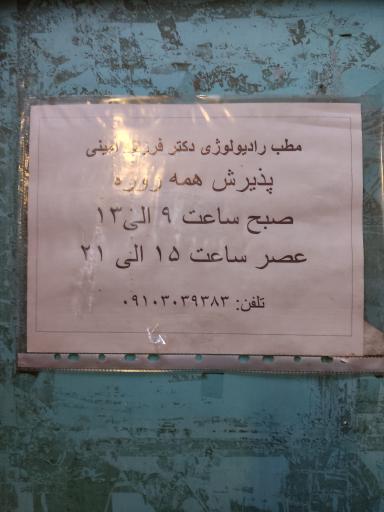 مطب رادیولوژی دکتر امینی
پذیرش همه روزه
صبح ساعت ۹ الی ۱۳
عصر ساعت ۱۵ الی ۲۱
تلفن: ۰۹۱۰۳۰۳۹۳۸۳